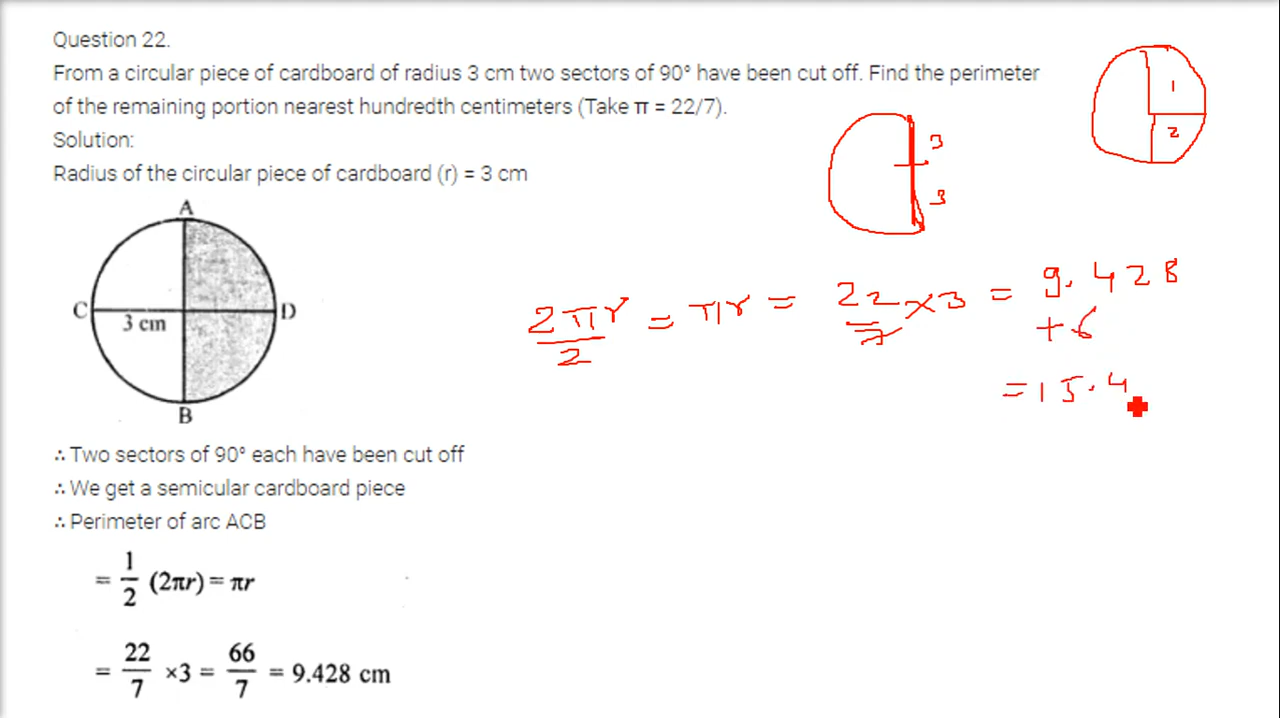 Question 22.
From a circular piece of cardboard of radius 3 cm two sectors of 90° have been cut off. Find the perimeter
of the remaining portion nearest hundredth centimeters (Take π = 22/7).
Solution:
Radius of the circular piece of cardboard (r) = 3 cm
1
2
3
3
A
C
D
3 cm
B
2πr/2 = πr = 22/7 × 3 = 9.428
+ 6
= 15.4
∴ Two sectors of 90° each have been cut off
∴ We get a semicular cardboard piece
∴ Perimeter of arc ACB
= 1/2 (2πr) = πr
= 22/7 ×3 = 66/7 = 9.428 cm